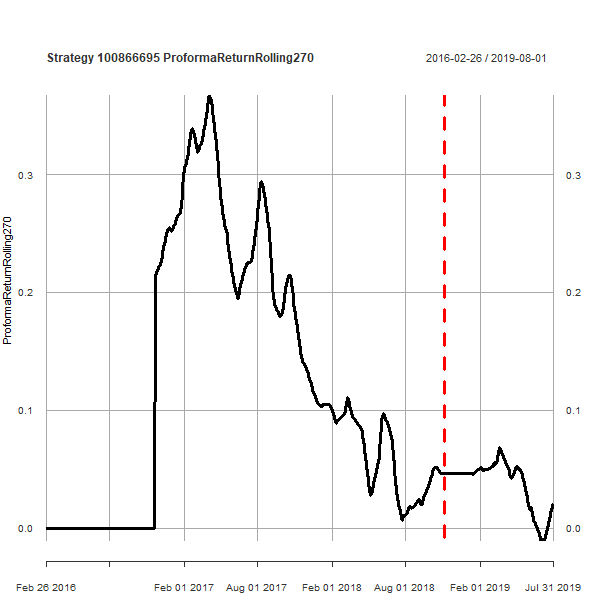 Strategy 100866695 ProformaReturnRolling270
2016-02-26 / 2019-08-01
ProformaReturnRolling270
0.3
0.2
0.1
0.0
0.3
0.2
0.1
0.0
Feb 26 2016
Feb 01 2017
Aug 01 2017
Feb 01 2018
Aug 01 2018
Feb 01 2019
Jul 31 2019